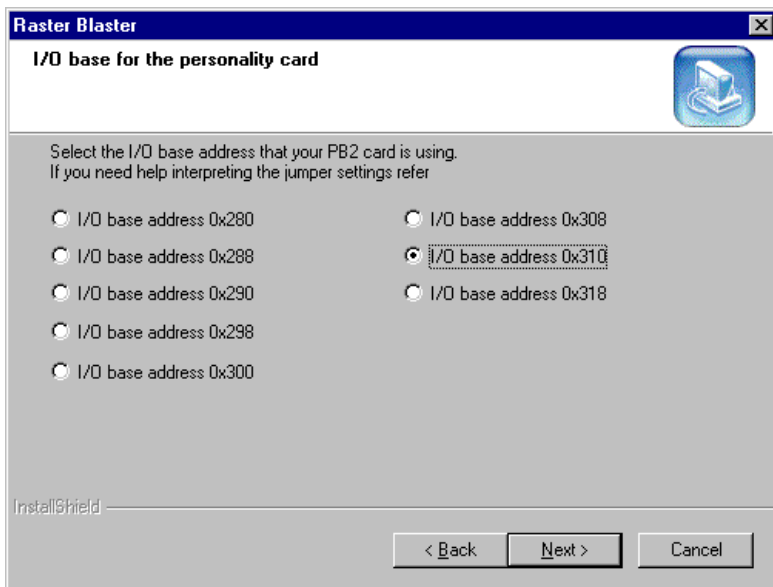 Raster Blaster
I/O base for the personality card
Select the I/O base address that your PB2 card is using.
If you need help interpreting the jumper settings refer
I/O base address 0x280
I/O base address 0x288
I/O base address 0x290
I/O base address 0x298
I/O base address 0x300
I/O base address 0x308
I/O base address 0x310
I/O base address 0x318
InstallShield
< Back
Next >
Cancel